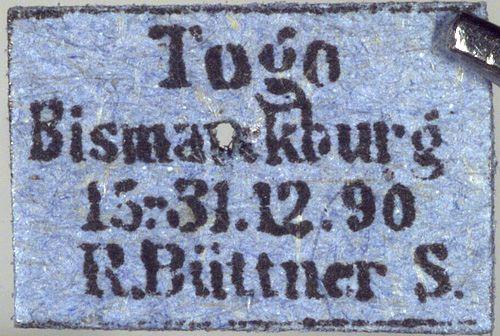 Togo
Bismarckburg
15.-31.12.90
R.Büttner S.